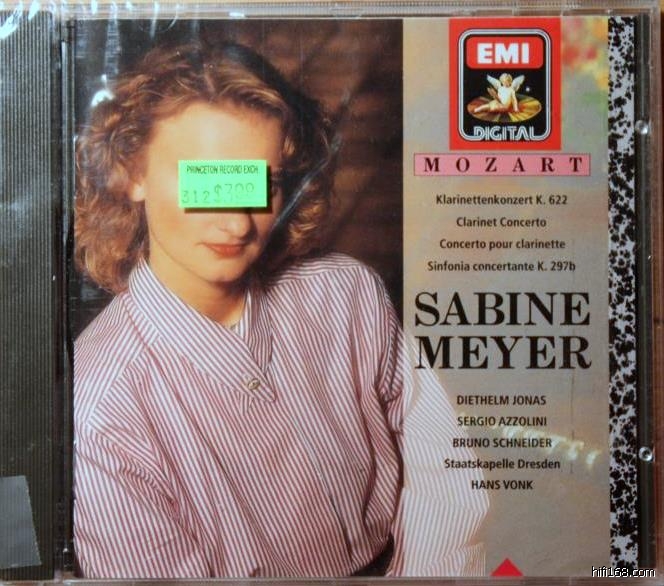 PRINCETON RECORD EXCH
312 $7.99
EMI
DIGITAL
MOZART
Klarinettenkonzert K. 622
Clarinet Concerto
Concerto pour clarinette
Sinfonia concertante K. 297b
SABINE
MEYER
DIETHELM JONAS
SERGIO AZZOLINI
BRUNO SCHNEIDER
Staatskapelle Dresden
HANS VONK
hifi168.com